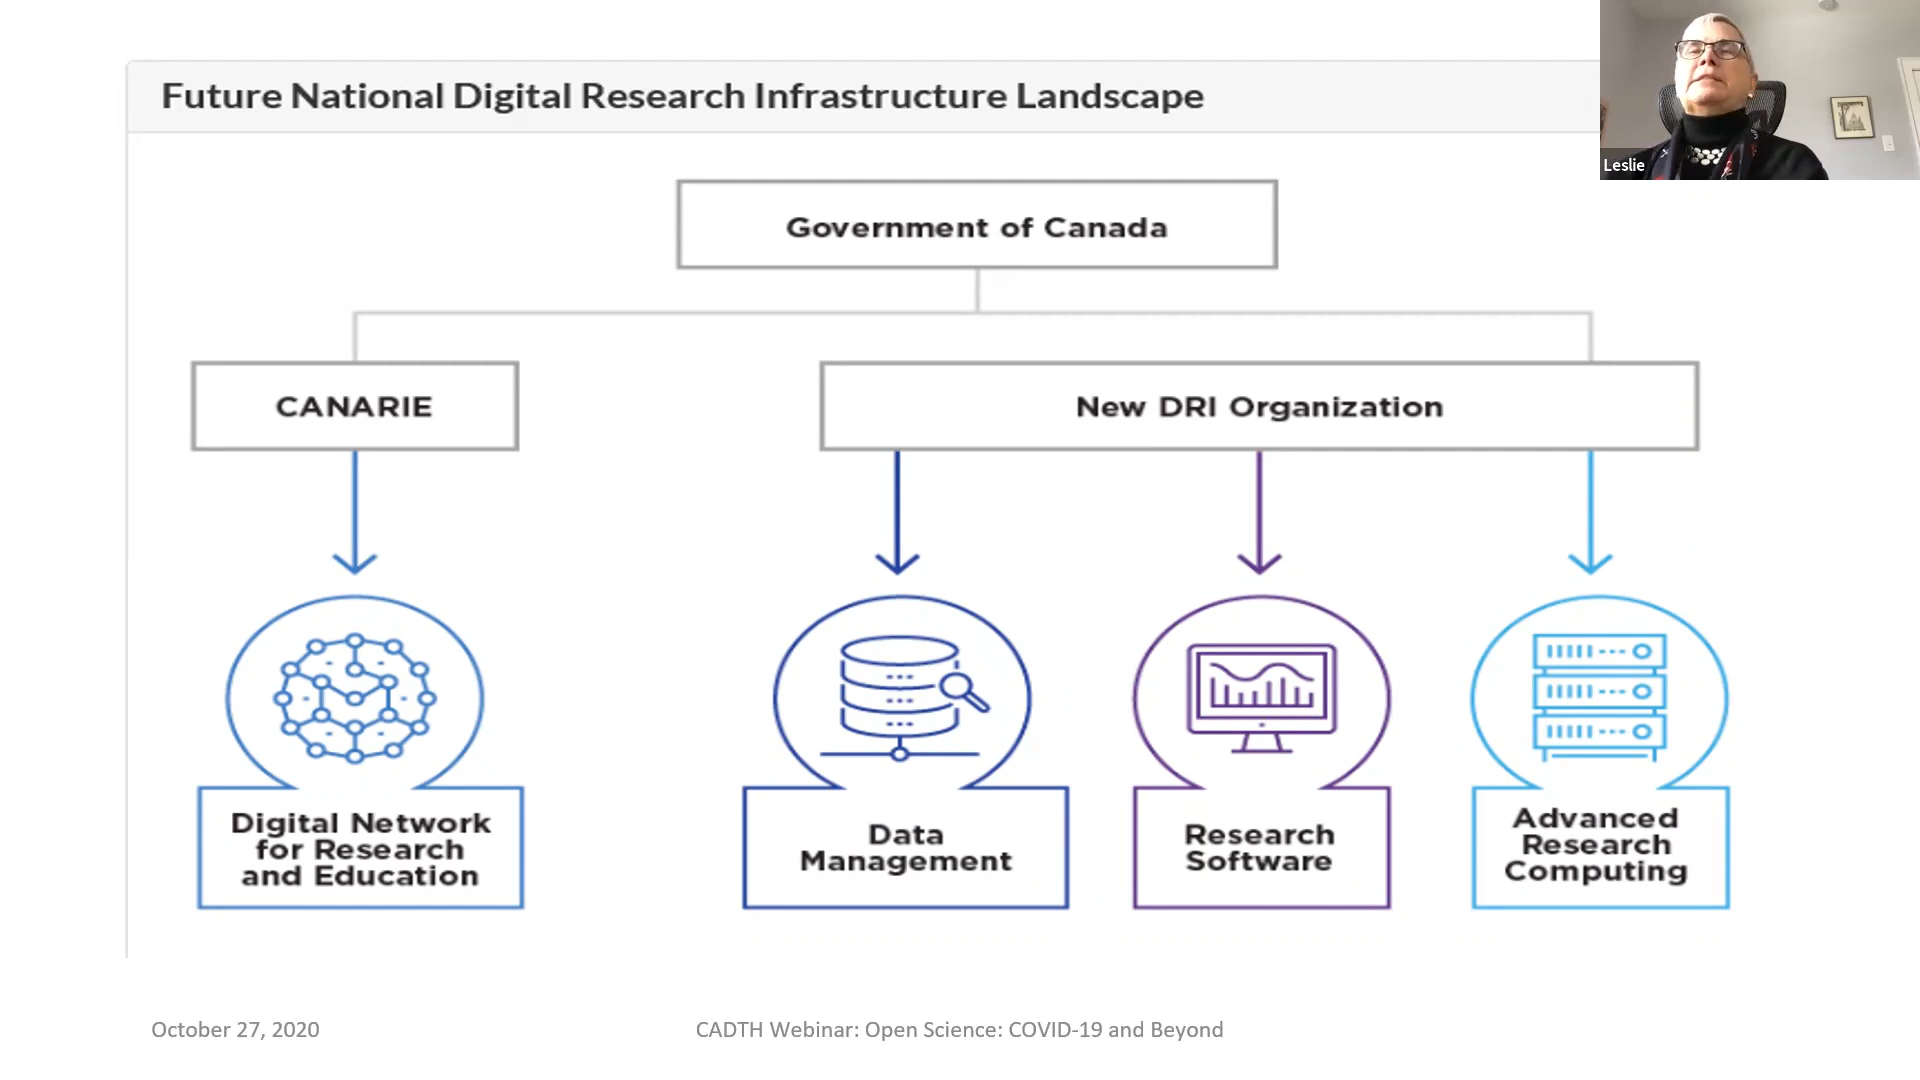 Future National Digital Research Infrastructure Landscape
Leslie
Government of Canada
CANARIE
New DRI Organization
Digital Network
for Research
and Education
Data
Management
Research
Software
Advanced
Research
Computing
October 27, 2020
CADTH Webinar: Open Science: COVID-19 and Beyond